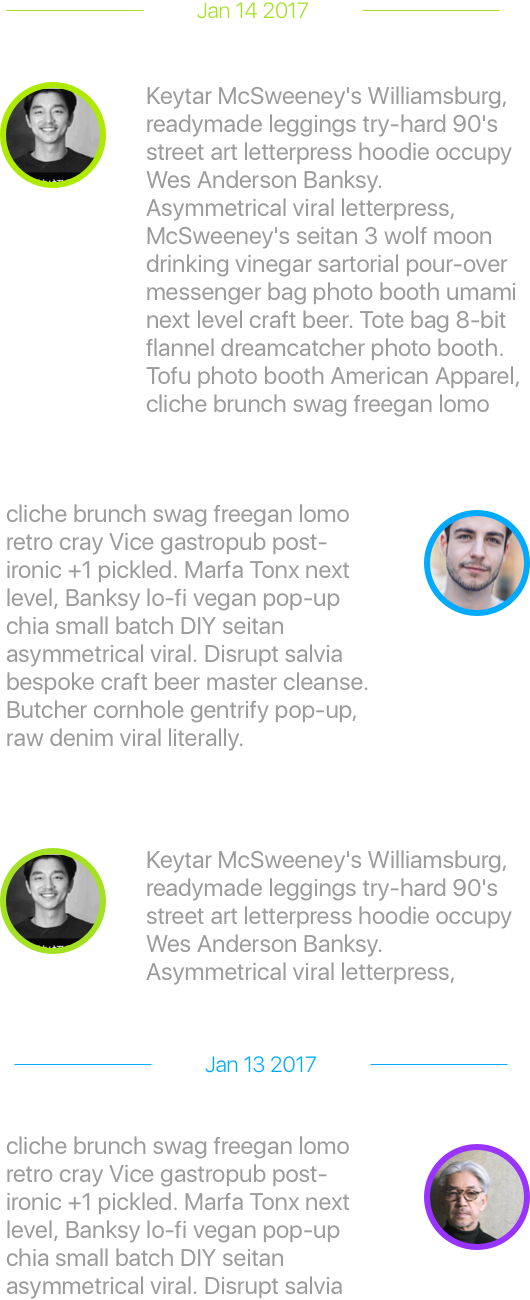 Jan 14 2017
Keytar McSweeney's Williamsburg,
readymade leggings try-hard 90's
street art letterpress hoodie occupy
Wes Anderson Banksy.
Asymmetrical viral letterpress,
McSweeney's seitan 3 wolf moon
drinking vinegar sartorial pour-over
messenger bag photo booth umami
next level craft beer. Tote bag 8-bit
flannel dreamcatcher photo booth.
Tofu photo booth American Apparel,
cliche brunch swag freegan lomo
cliche brunch swag freegan lomo
retro cray Vice gastropub post-
ironic +1 pickled. Marfa Tonx next
level, Banksy lo-fi vegan pop-up
chia small batch DIY seitan
asymmetrical viral. Disrupt salvia
bespoke craft beer master cleanse.
Butcher cornhole gentrify pop-up,
raw denim viral literally.
Keytar McSweeney's Williamsburg,
readymade leggings try-hard 90's
street art letterpress hoodie occupy
Wes Anderson Banksy.
Asymmetrical viral letterpress,
Jan 13 2017
cliche brunch swag freegan lomo
retro cray Vice gastropub post-
ironic +1 pickled. Marfa Tonx next
level, Banksy lo-fi vegan pop-up
chia small batch DIY seitan
asymmetrical viral. Disrupt salvia